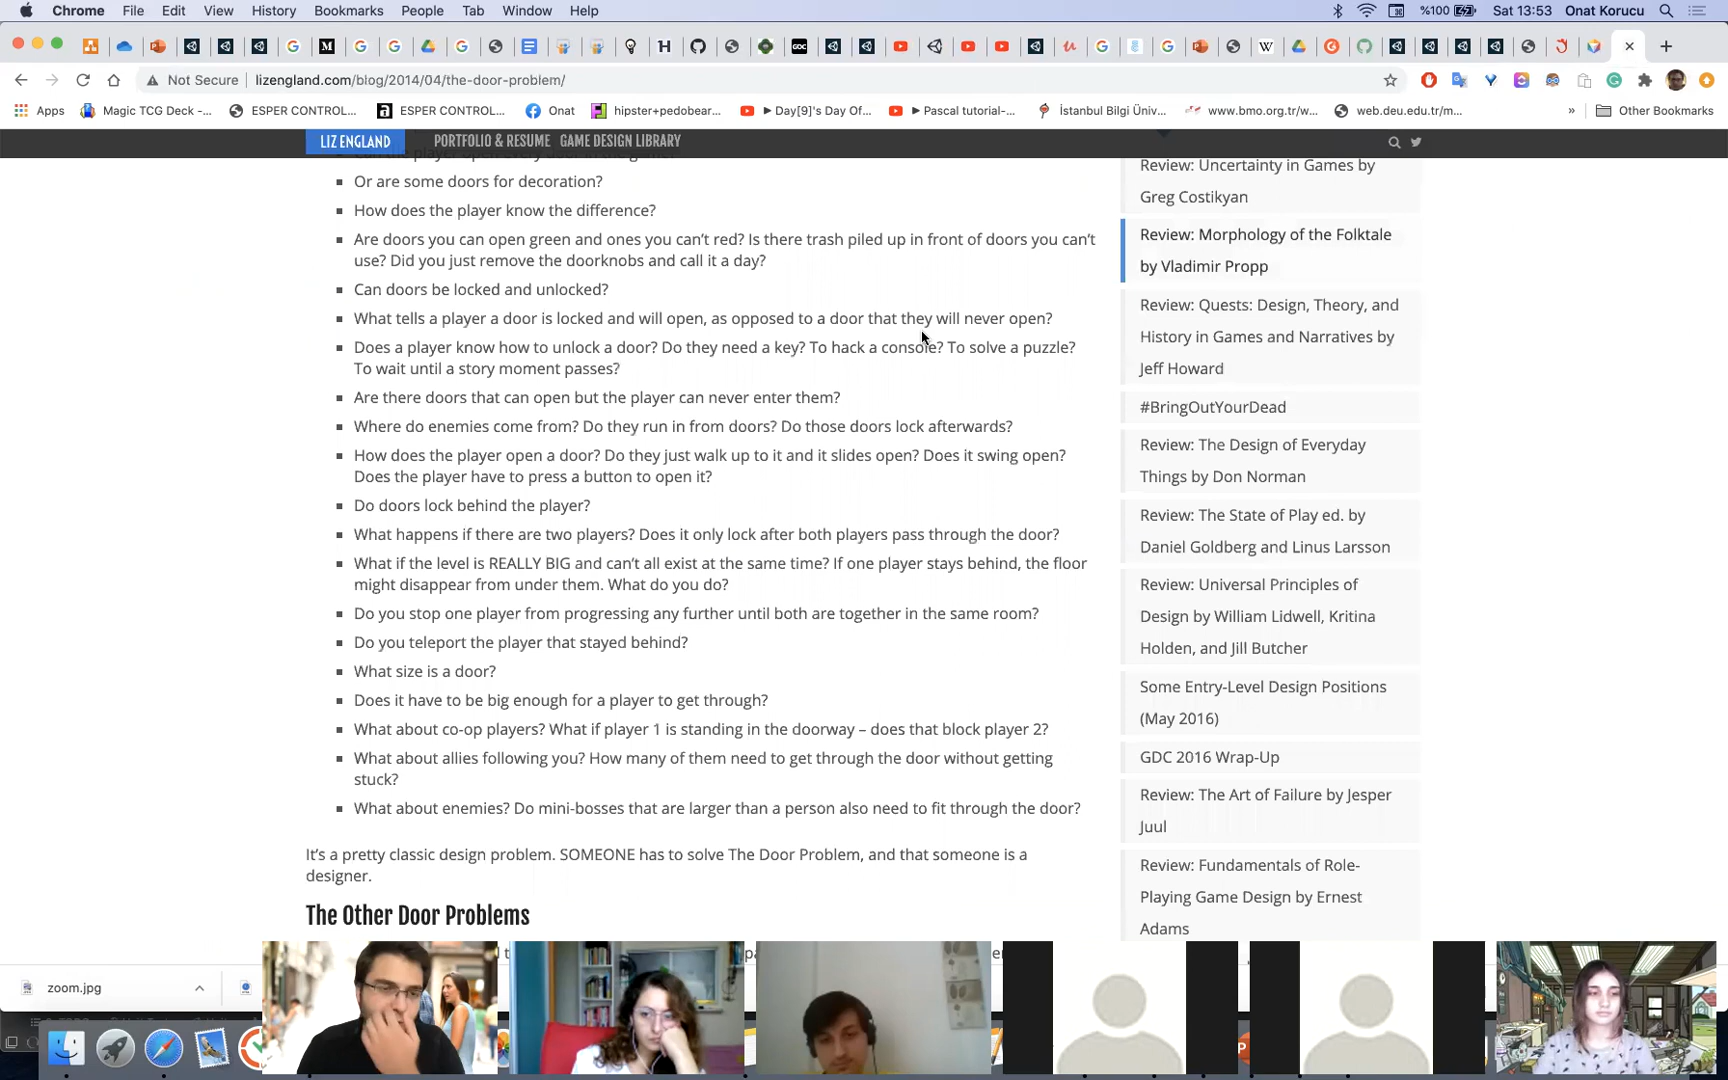 Chrome File Edit View History Bookmarks People Tab Window Help
%100 Sat 13:53 Onat Korucu
Not Secure lizengland.com/blog/2014/04/the-door-problem/
Apps Magic TCG Deck -... ESPER CONTROL... ESPER CONTROL... Onat hipster+pedobear... ► Day[9]'s Day Of... ► Pascal tutorial-... İstanbul Bilgi Üniv... www.bmo.org.tr/w... web.deu.edu.tr/m... » Other Bookmarks
LIZ ENGLAND PORTFOLIO & RESUME GAME DESIGN LIBRARY
Or are some doors for decoration?
How does the player know the difference?
Are doors you can open green and ones you can't red? Is there trash piled up in front of doors you can't
use? Did you just remove the doorknobs and call it a day?
Can doors be locked and unlocked?
What tells a player a door is locked and will open, as opposed to a door that they will never open?
Does a player know how to unlock a door? Do they need a key? To hack a console? To solve a puzzle?
To wait until a story moment passes?
Are there doors that can open but the player can never enter them?
Where do enemies come from? Do they run in from doors? Do those doors lock afterwards?
How does the player open a door? Do they just walk up to it and it slides open? Does it swing open?
Does the player have to press a button to open it?
Do doors lock behind the player?
What happens if there are two players? Does it only lock after both players pass through the door?
What if the level is REALLY BIG and can't all exist at the same time? If one player stays behind, the floor
might disappear from under them. What do you do?
Do you stop one player from progressing any further until both are together in the same room?
Do you teleport the player that stayed behind?
What size is a door?
Does it have to be big enough for a player to get through?
What about co-op players? What if player 1 is standing in the doorway – does that block player 2?
What about allies following you? How many of them need to get through the door without getting
stuck?
What about enemies? Do mini-bosses that are larger than a person also need to fit through the door?
It's a pretty classic design problem. SOMEONE has to solve The Door Problem, and that someone is a
designer.
The Other Door Problems
Review: Uncertainty in Games by
Greg Costikyan
Review: Morphology of the Folktale
by Vladimir Propp
Review: Quests: Design, Theory, and
History in Games and Narratives by
Jeff Howard
#BringOutYourDead
Review: The Design of Everyday
Things by Don Norman
Review: The State of Play ed. by
Daniel Goldberg and Linus Larsson
Review: Universal Principles of
Design by William Lidwell, Kritina
Holden, and Jill Butcher
Some Entry-Level Design Positions
(May 2016)
GDC 2016 Wrap-Up
Review: The Art of Failure by Jesper
Juul
Review: Fundamentals of Role-
Playing Game Design by Ernest
Adams
zoom.jpg